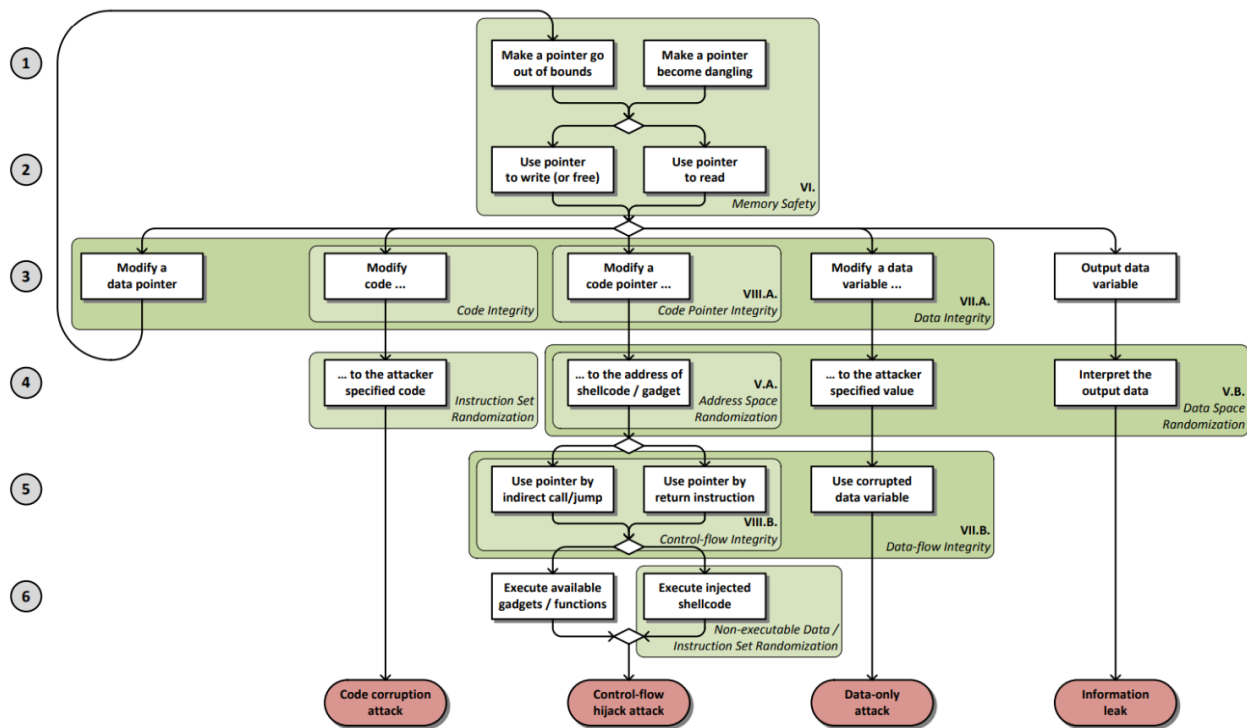 1
Make a pointer go
out of bounds
Make a pointer
become dangling
2
Use pointer
to write (or free)
Use pointer
to read
VI.
Memory Safety
3
Modify a
data pointer
Modify
code ...
Code Integrity
Modify a
code pointer ...
VIII.A.
Code Pointer Integrity
Modify a data
variable ...
VII.A.
Data Integrity
Output data
variable
4
... to the attacker
specified code
Instruction Set
Randomization
... to the address of
shellcode / gadget
V.A.
Address Space
Randomization
... to the attacker
specified value
Interpret the
output data
V.B.
Data Space
Randomization
5
Use pointer by
indirect call/jump
Use pointer by
return instruction
VIII.B.
Control-flow Integrity
Use corrupted
data variable
VII.B.
Data-flow Integrity
6
Execute available
gadgets / functions
Execute injected
shellcode
Non-executable Data /
Instruction Set Randomization
Code corruption
attack
Control-flow
hijack attack
Data-only
attack
Information
leak